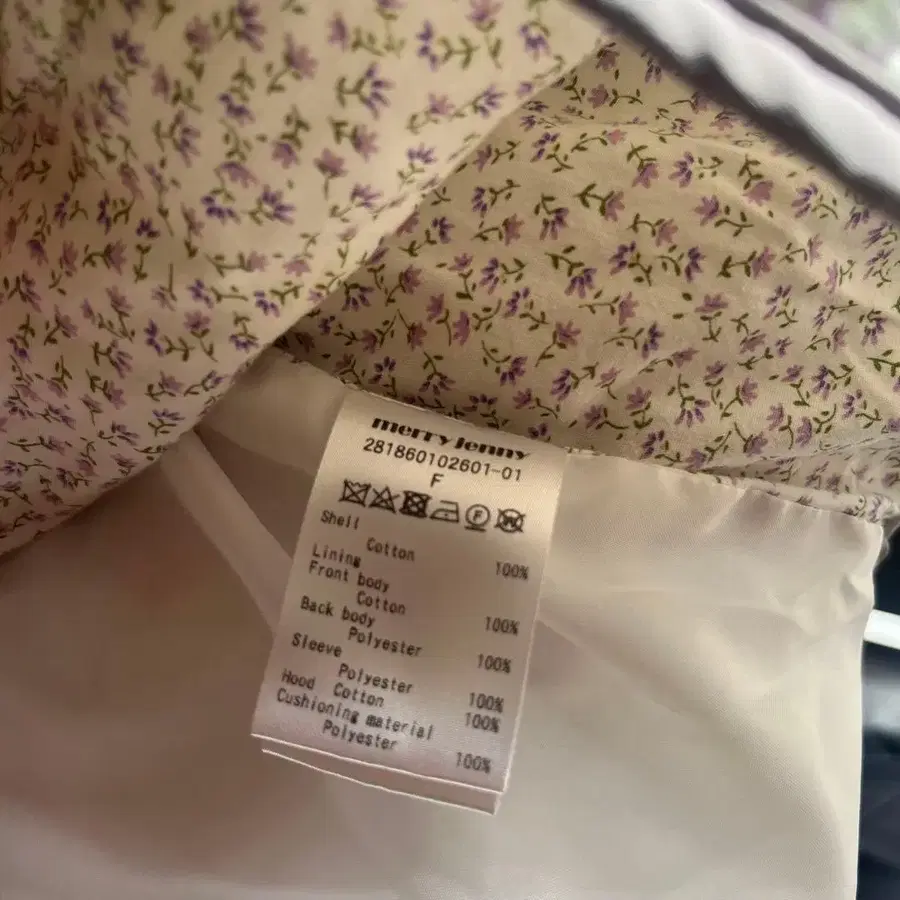 merry jenny
281860102601-01
F
Shell
Cotton 100%
Lining
Front body
Cotton 100%
Back body
Polyester 100%
Sleeve
Polyester 100%
Hood Cotton 100%
Cushioning material
Polyester 100%